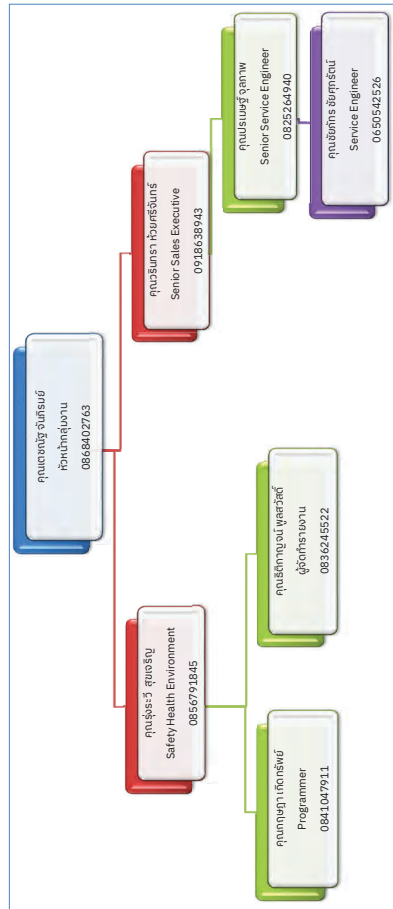 คุณเตชณัฐ จันทิรมย์
หัวหน้ากลุ่มงาน
0868402763
คุณรุ่งระวี สุขเจริญ
Safety Health Environment
0856791845
คุณวรินทรา ห้วยศรีจันทร์
Senior Sales Executive
0918638943
คุณกฤษฎา เกิดทรัพย์
Programmer
0841047911
คุณธิติกาญจน์ พูลสวัสดิ์
ผู้จัดทำรายงาน
0836245522
คุณปรเมษฐ์ จุลภาพ
Senior Service Engineer
0825264940
คุณชัยภัทร ชัยศุภรัตน์
Service Engineer
0650542526